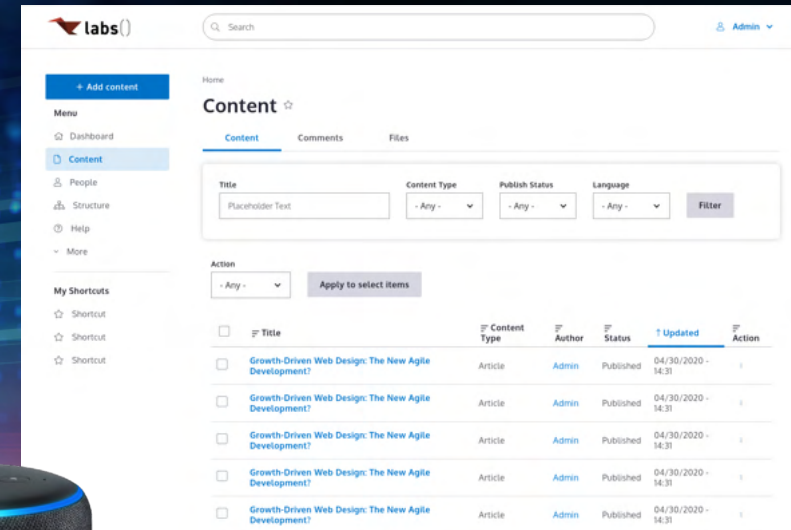 labs()
Search
Admin
+ Add content
Menu
Dashboard
Content
People
Structure
Help
More
My Shortcuts
Shortcut
Shortcut
Shortcut
Home
Content
Content Comments Files
Title Content Type Publish Status Language
Placeholder Text - Any - - Any - - Any - Filter
Action
- Any - Apply to select items
Title Content Type Author Status Updated Action
Growth-Driven Web Design: The New Agile
Development? Article Admin Published 04/30/2020 -
14:31
Growth-Driven Web Design: The New Agile
Development? Article Admin Published 04/30/2020 -
14:31
Growth-Driven Web Design: The New Agile
Development? Article Admin Published 04/30/2020 -
14:31
Growth-Driven Web Design: The New Agile
Development? Article Admin Published 04/30/2020 -
14:31
Growth-Driven Web Design: The New Agile
Development? Article Admin Published 04/30/2020 -
14:31